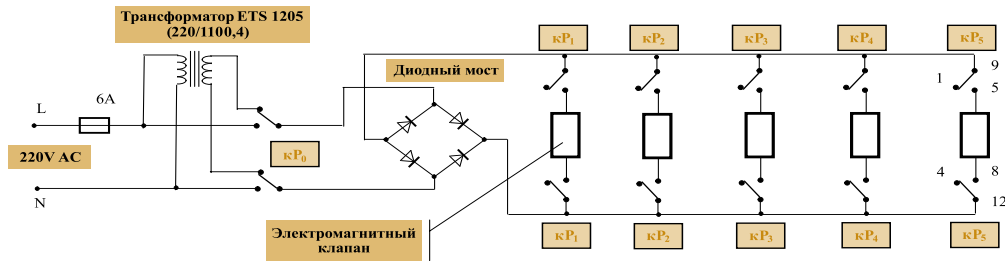 Трансформатор ETS 1205
(220/1100,4)
кР₁ кР₂ кР₃ кР₄ кР₅
Диодный мост
9
1 5
6А
L
220V AC
кР₀
N
4 8
12
Электромагнитный
клапан
кР₁ кР₂ кР₃ кР₄ кР₅